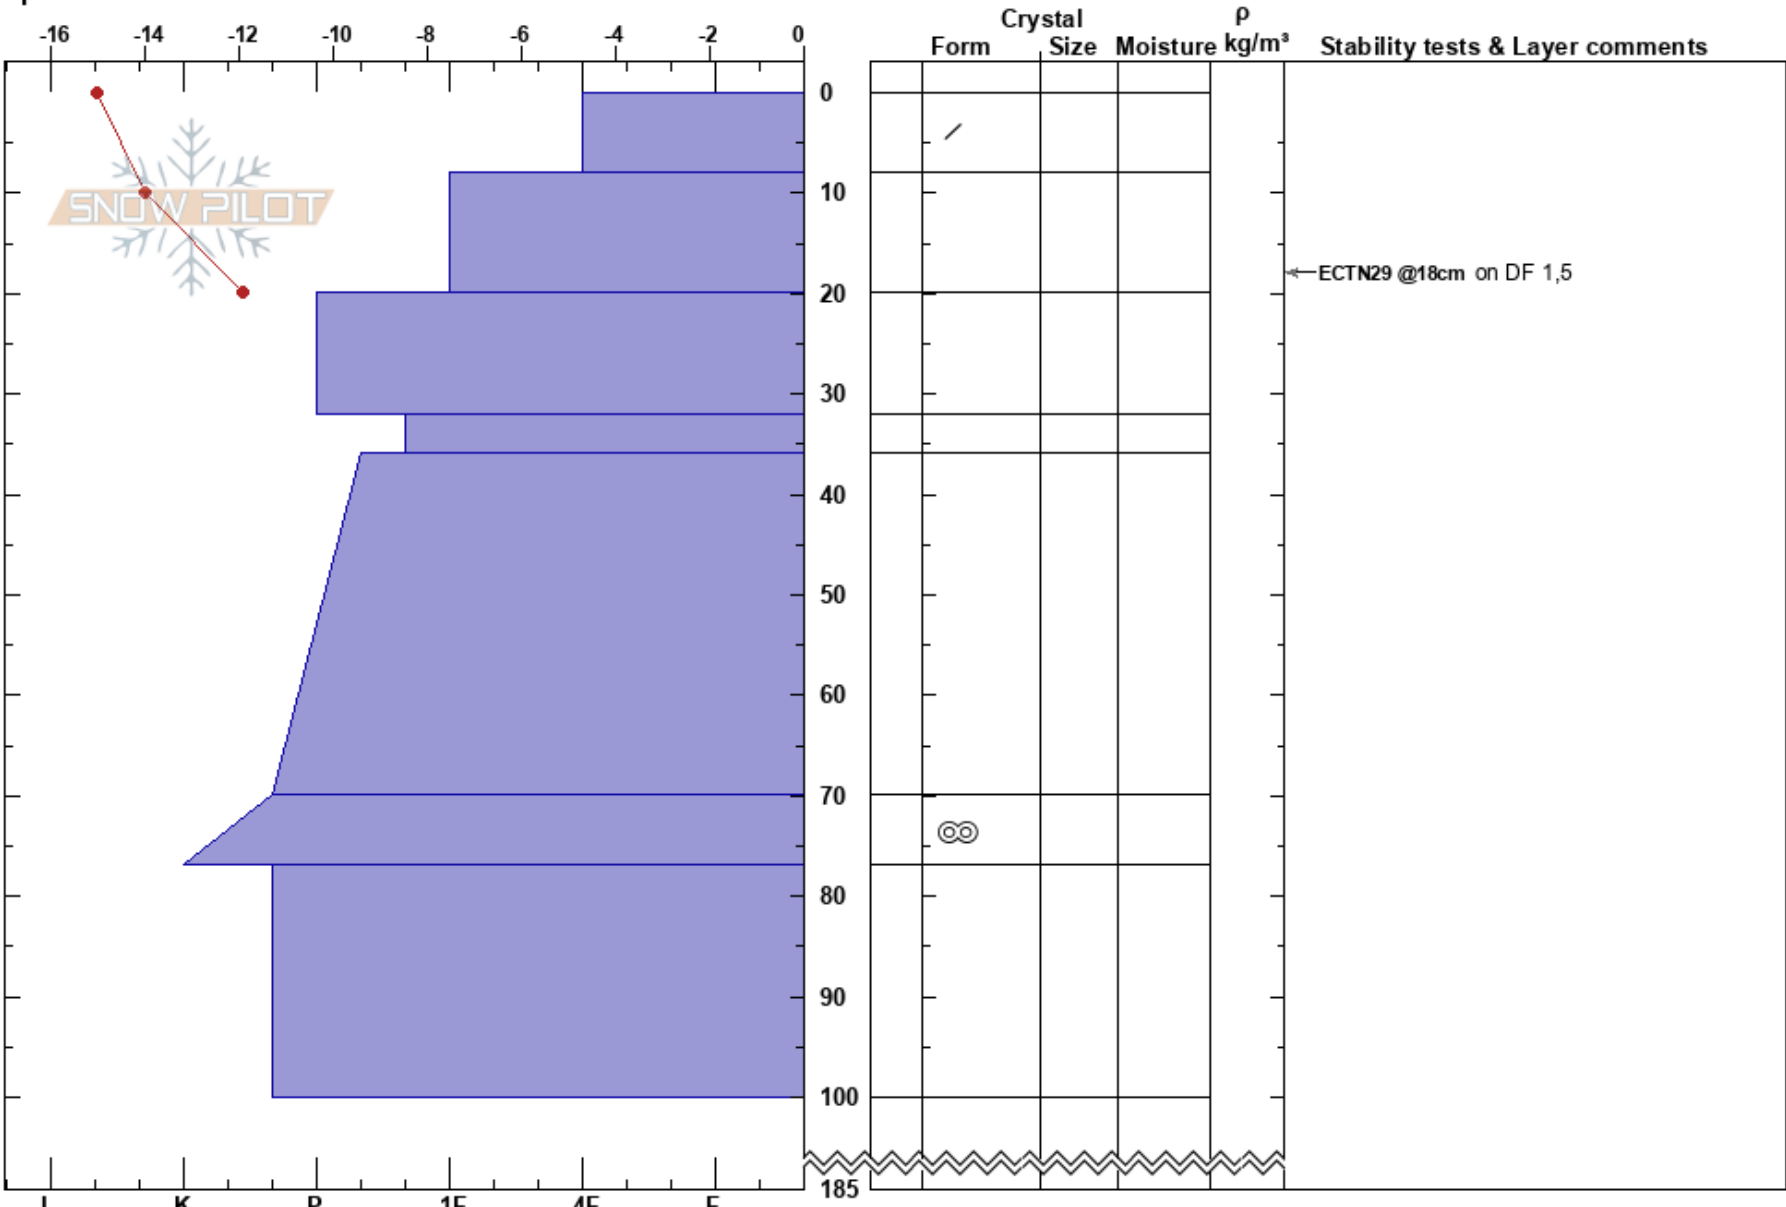 -16 -14 -12 -10 -8 -6 -4 -2 0
Crystal
ρ
Form Size Moisture kg/m³ Stability tests & Layer comments
0
10
SNOW PILOT
ECTN29 @18cm on DF 1,5
20
30
40
50
60
70
80
90
100
185
I K P 1F 4F F